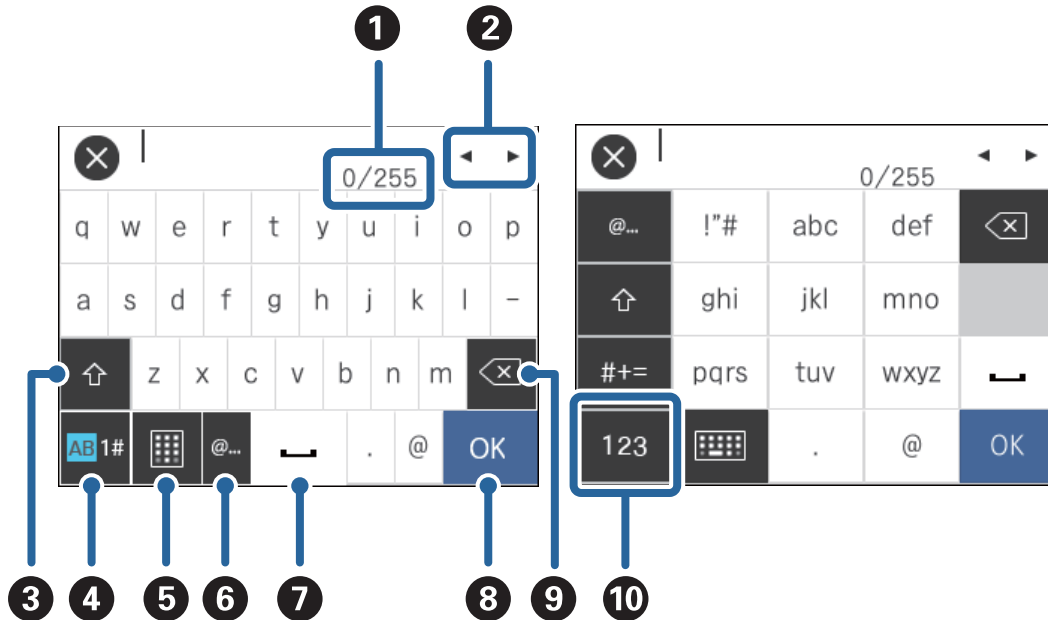 1 2
0/255
q w e r t y u i o p
a s d f g h j k l -
z x c v b n m
AB 1# @... . @ OK
3 4 5 6 7 8 9
0/255
@... !"# abc def
ghi jkl mno
#+= pqrs tuv wxyz
123 . @ OK
10